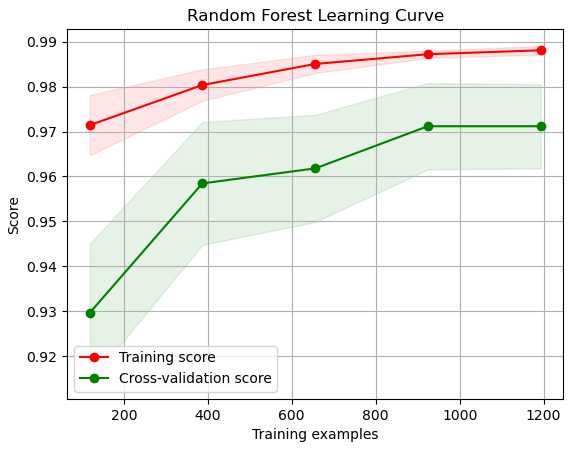 Random Forest Learning Curve
Score
0.99
0.98
0.97
0.96
0.95
0.94
0.93
0.92
Training score
Cross-validation score
200 400 600 800 1000 1200
Training examples